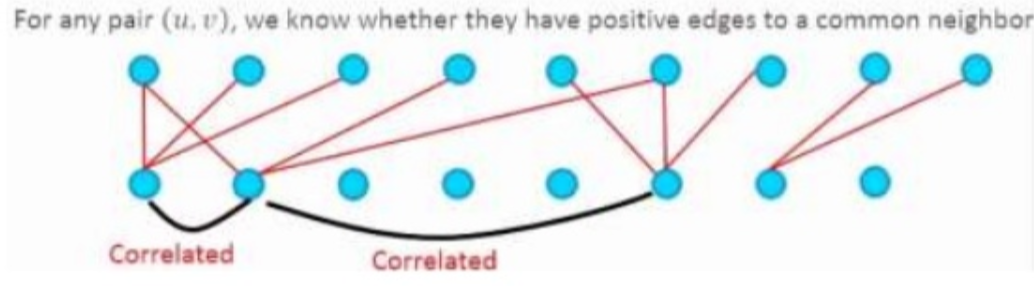 For any pair (u, v), we know whether they have positive edges to a common neighbor
Correlated
Correlated